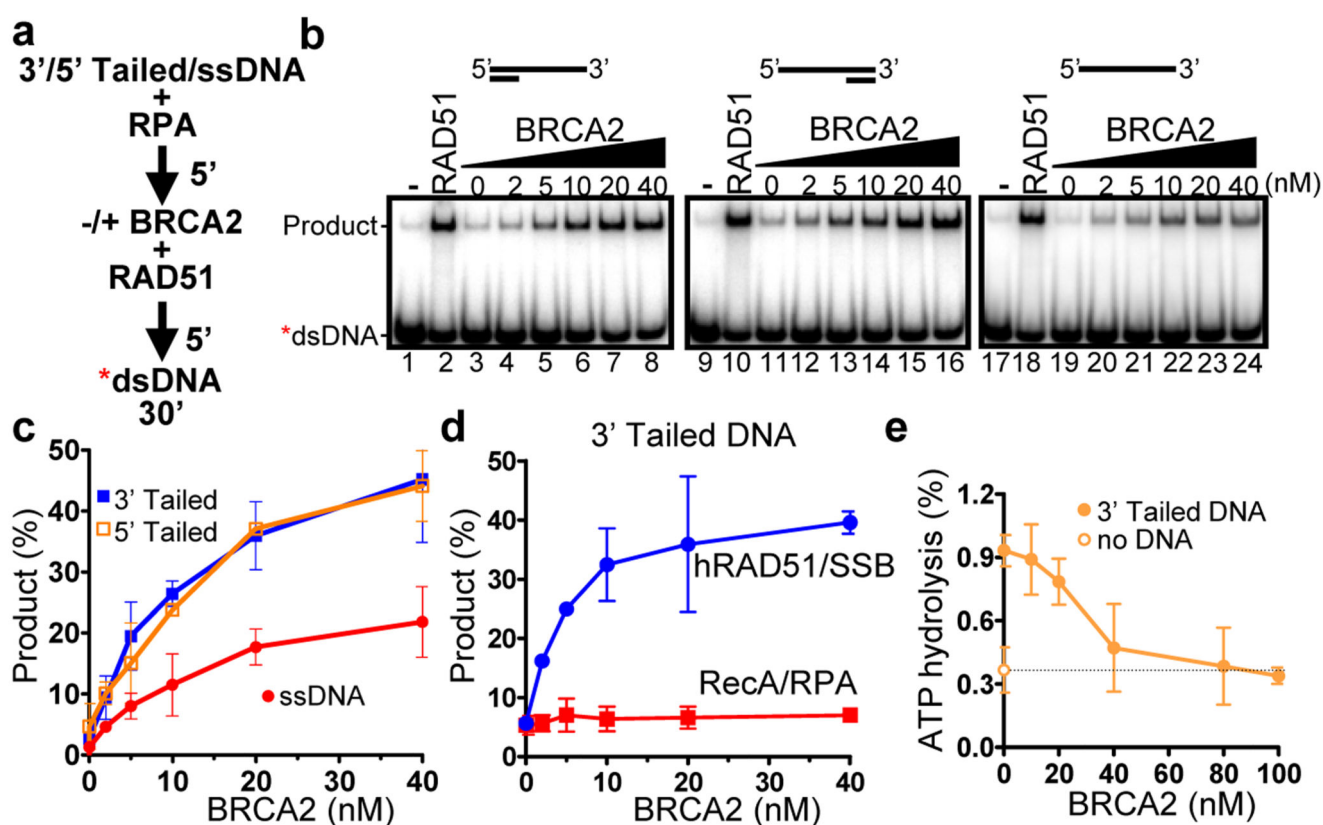 a
3'/5' Tailed/ssDNA
+
RPA
5'
-/+ BRCA2
+
RAD51
5'
*dsDNA
30'
b
5' 3'
5' 3'
5' 3'
- RAD51 BRCA2
- RAD51 BRCA2
- RAD51 BRCA2
0 2 5 10 20 40
0 2 5 10 20 40
0 2 5 10 20 40 (nM)
Product
*dsDNA
1 2 3 4 5 6 7 8
9 10 11 12 13 14 15 16
17 18 19 20 21 22 23 24
c
Product (%)
50
40
30
20
10
0
3' Tailed
5' Tailed
ssDNA
0 10 20 30 40
BRCA2 (nM)
d
3' Tailed DNA
Product (%)
50
40
30
20
10
0
hRAD51/SSB
RecA/RPA
0 10 20 30 40
BRCA2 (nM)
e
ATP hydrolysis (%)
1.2
0.9
0.6
0.3
0.0
3' Tailed DNA
no DNA
0 20 40 60 80 100
BRCA2 (nM)